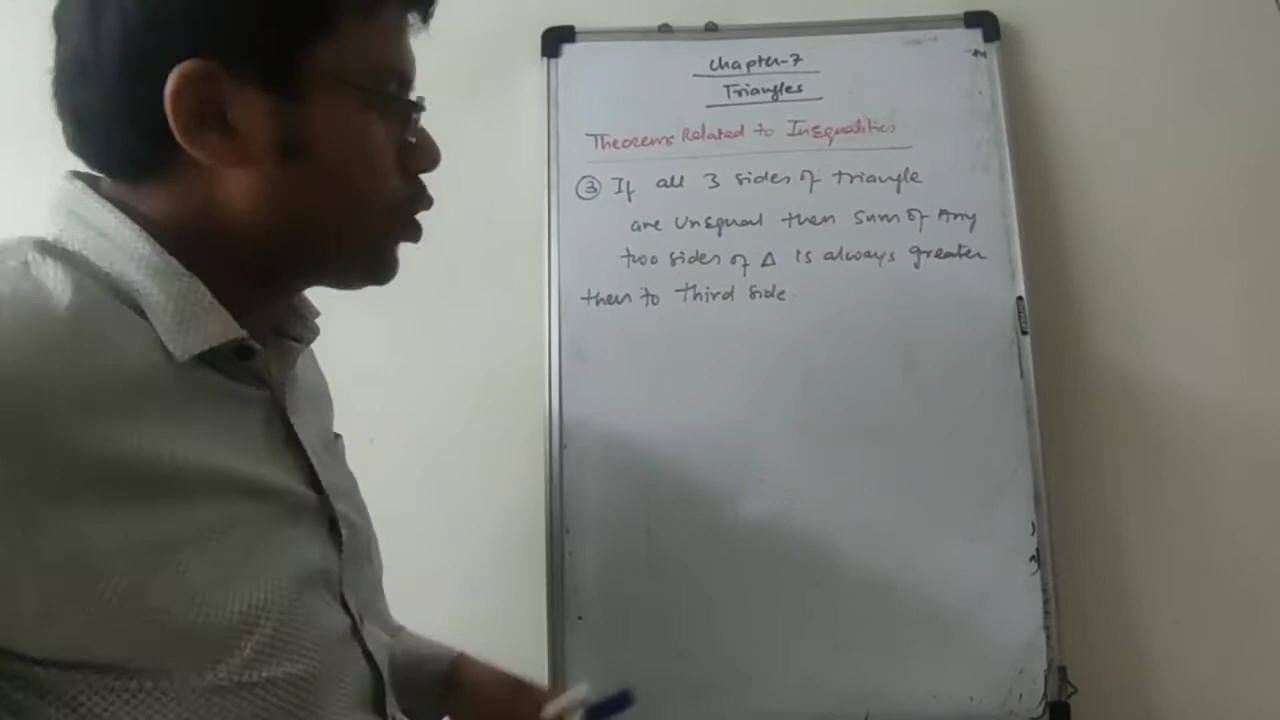 Chapter-7
Triangles
Theorems Related to Inequalities
③ If all 3 sides of triangle
are unequal then sum of Any
two sides of Δ is always greater
then to Third side.